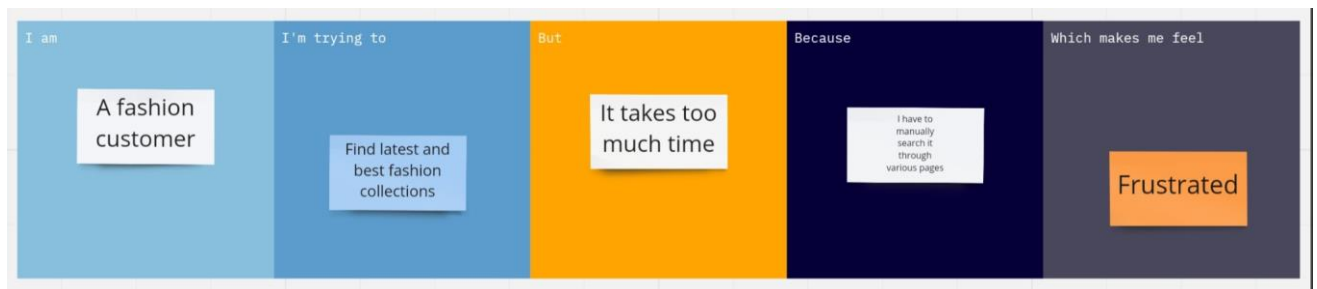 I am
A fashion
customer
I'm trying to
Find latest and
best fashion
collections
But
It takes too
much time
Because
I have to
manually
search it
through
various pages
Which makes me feel
Frustrated